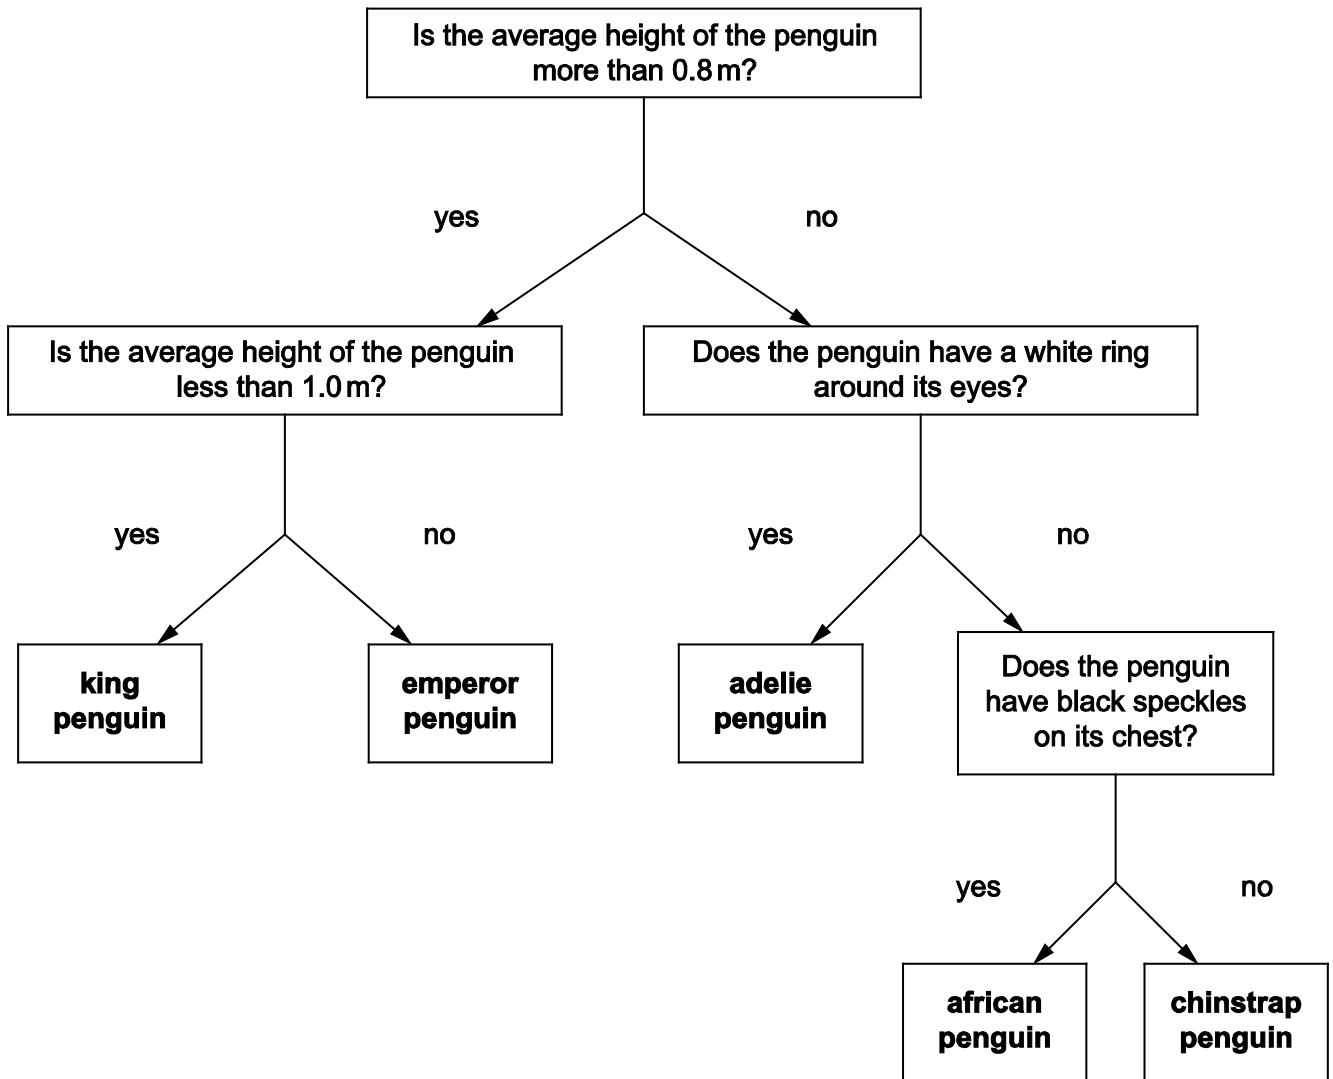 Is the average height of the penguin
more than 0.8 m?
yes
no
Is the average height of the penguin
less than 1.0 m?
Does the penguin have a white ring
around its eyes?
yes
no
yes
no
king
penguin
emperor
penguin
adelie
penguin
Does the penguin
have black speckles
on its chest?
yes
no
african
penguin
chinstrap
penguin